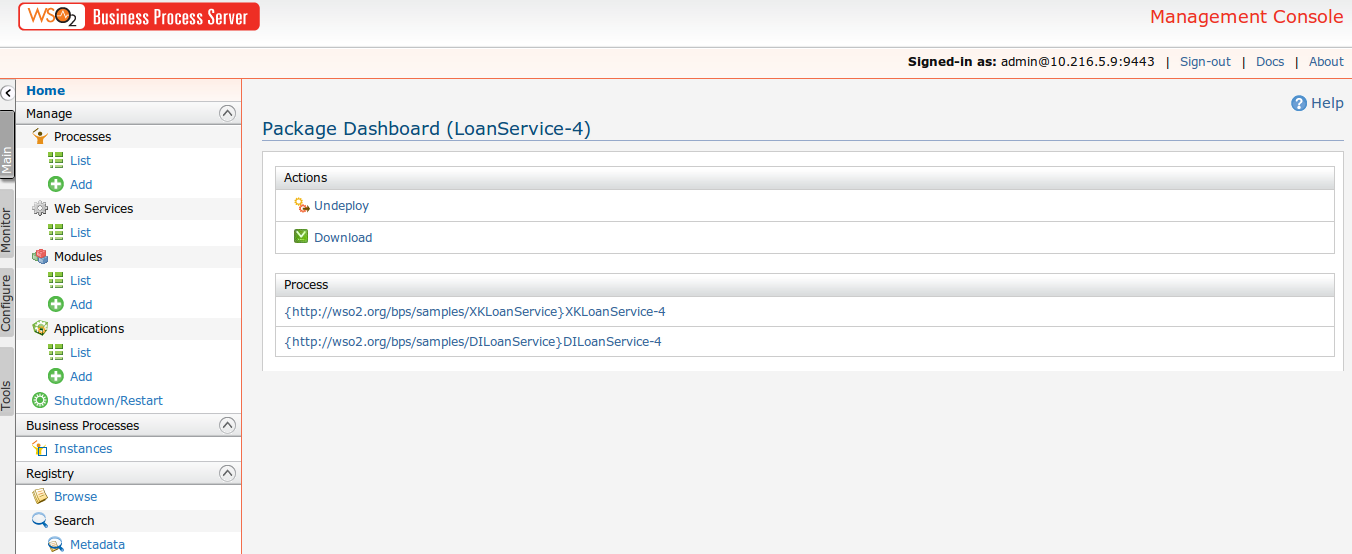 WSO2 Business Process Server
Management Console
Signed-in as: admin@10.216.5.9:9443 | Sign-out | Docs | About
Main
Monitor
Configure
Tools
Home
Manage
Processes
List
Add
Web Services
List
Modules
List
Add
Applications
List
Add
Shutdown/Restart
Business Processes
Instances
Registry
Browse
Search
Metadata
Help
Package Dashboard (LoanService-4)
Actions
Undeploy
Download
Process
{http://wso2.org/bps/samples/XKLoanService}XKLoanService-4
{http://wso2.org/bps/samples/DILoanService}DILoanService-4